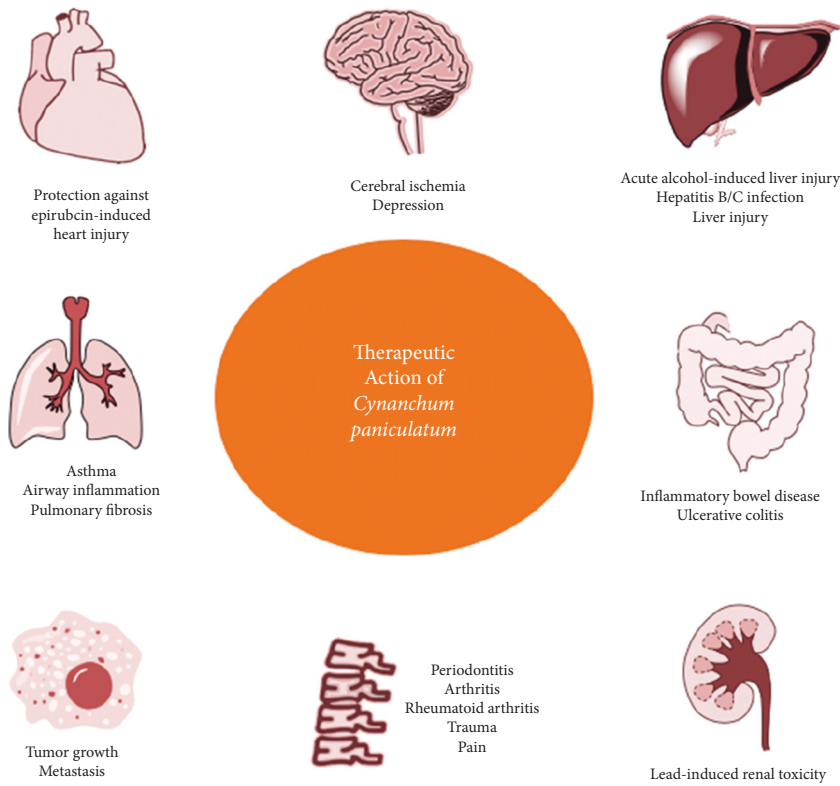 Protection against
epirubcin-induced
heart injury
Cerebral ischemia
Depression
Acute alcohol-induced liver injury
Hepatitis B/C infection
Liver injury
Therapeutic
Action of
Cynanchum
paniculatum
Asthma
Airway inflammation
Pulmonary fibrosis
Inflammatory bowel disease
Ulcerative colitis
Tumor growth
Metastasis
Periodontitis
Arthritis
Rheumatoid arthritis
Trauma
Pain
Lead-induced renal toxicity